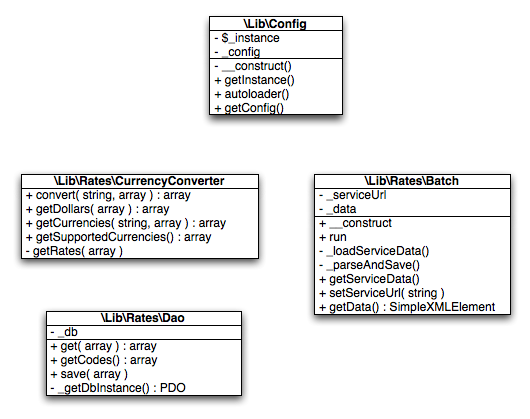 \Lib\Config
- $_instance
- _config
- __construct()
+ getInstance()
+ autoloader()
+ getConfig()
\Lib\Rates\CurrencyConverter
+ convert( string, array ) : array
+ getDollars( array ) : array
+ getCurrencies( string, array ) : array
+ getSupportedCurrencies() : array
- getRates( array )
\Lib\Rates\Batch
- _serviceUrl
- _data
+ __construct
+ run
- _loadServiceData()
- _parseAndSave()
+ getServiceData()
+ setServiceUrl( string )
+ getData() : SimpleXMLElement
\Lib\Rates\Dao
- _db
+ get( array ) : array
+ getCodes() : array
+ save( array )
- _getDbInstance() : PDO